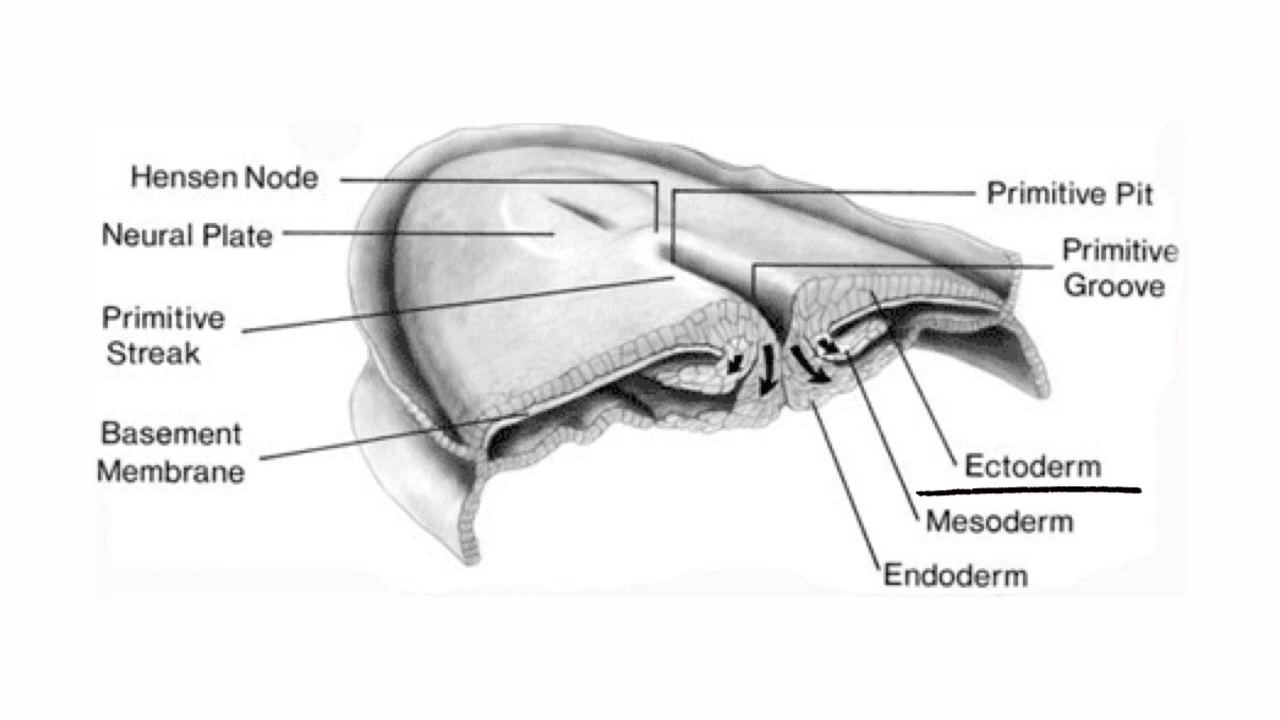 Hensen Node
Neural Plate
Primitive
Streak
Basement
Membrane
Primitive Pit
Primitive
Groove
Ectoderm
Mesoderm
Endoderm